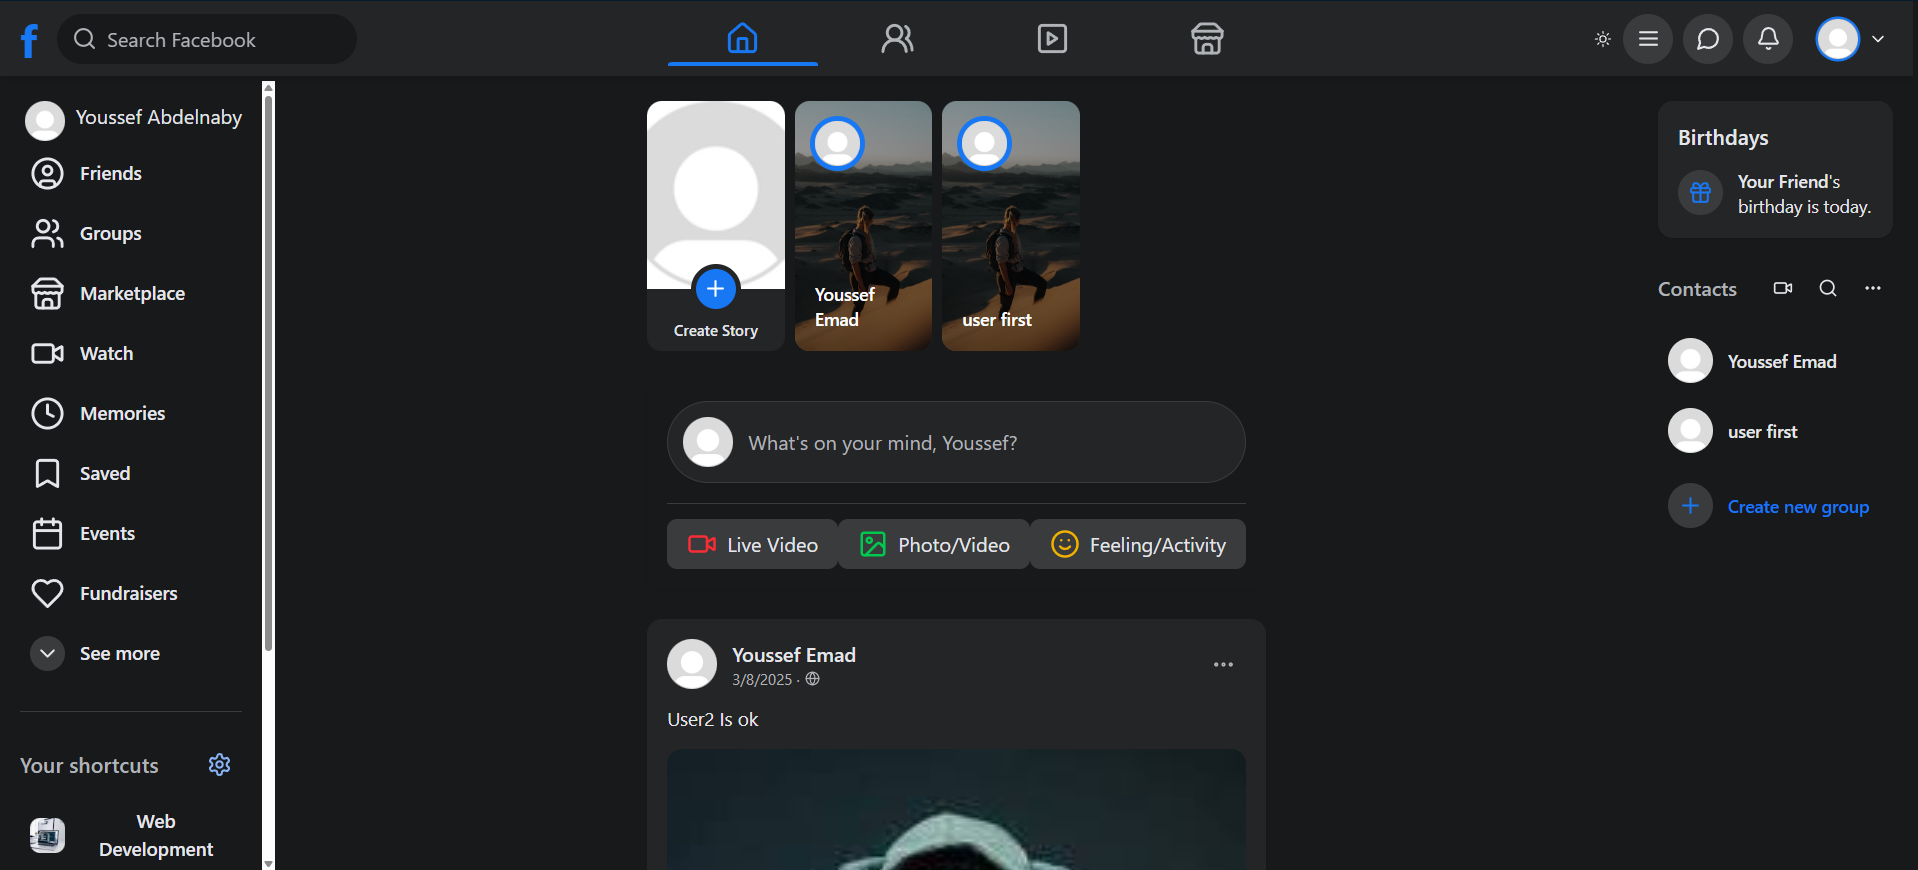 f
Search Facebook
Youssef Abdelnaby
Friends
Groups
Marketplace
Watch
Memories
Saved
Events
Fundraisers
See more
Your shortcuts
Web
Development
Create Story
Youssef
Emad
user first
What's on your mind, Youssef?
Live Video
Photo/Video
Feeling/Activity
Youssef Emad
3/8/2025 ·
User2 Is ok
Birthdays
Your Friend's
birthday is today.
Contacts
Youssef Emad
user first
Create new group